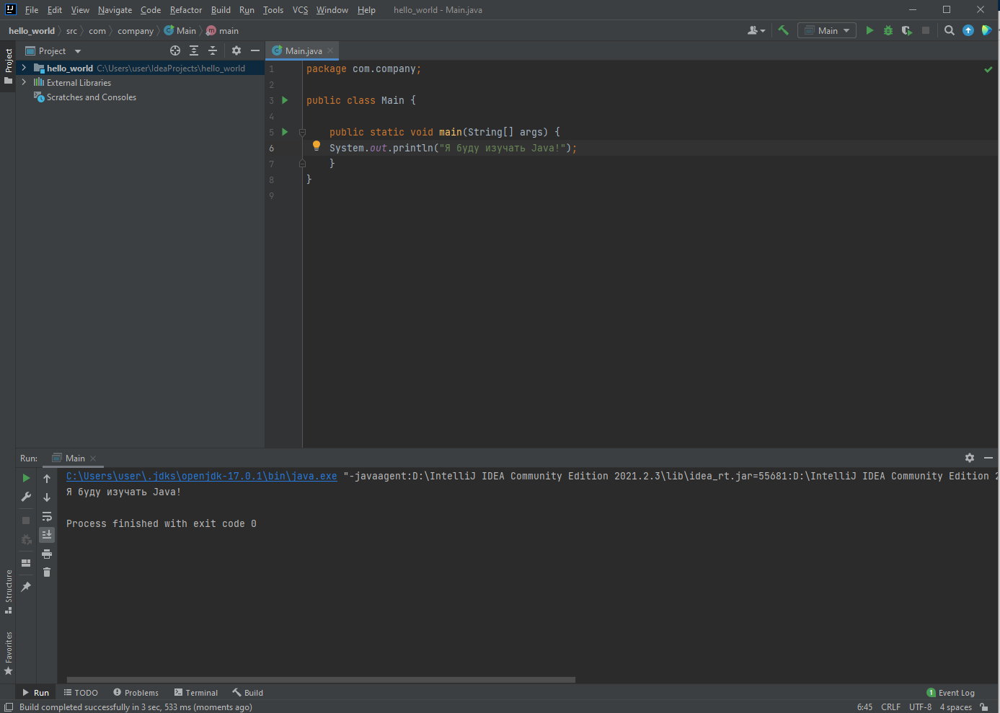 File Edit View Navigate Code Refactor Build Run Tools VCS Window Help hello_world - Main.java
hello_world src com company Main main
Main
Project
Project
Main.java
hello_world C:\Users\user\IdeaProjects\hello_world
External Libraries
Scratches and Consoles
1 package com.company;
2
3 public class Main {
4
5 public static void main(String[] args) {
6 System.out.println("Я буду изучать Java!");
7 }
8 }
9
Run: Main
C:\Users\user\.jdks\openjdk-17.0.1\bin\java.exe "-javaagent:D:\IntelliJ IDEA Community Edition 2021.2.3\lib\idea_rt.jar=55681:D:\IntelliJ IDEA Community Edition 2
Я буду изучать Java!
Process finished with exit code 0
Structure
Favorites
Run TODO Problems Terminal Build 1 Event Log
Build completed successfully in 3 sec, 533 ms (moments ago) 6:45 CRLF UTF-8 4 spaces